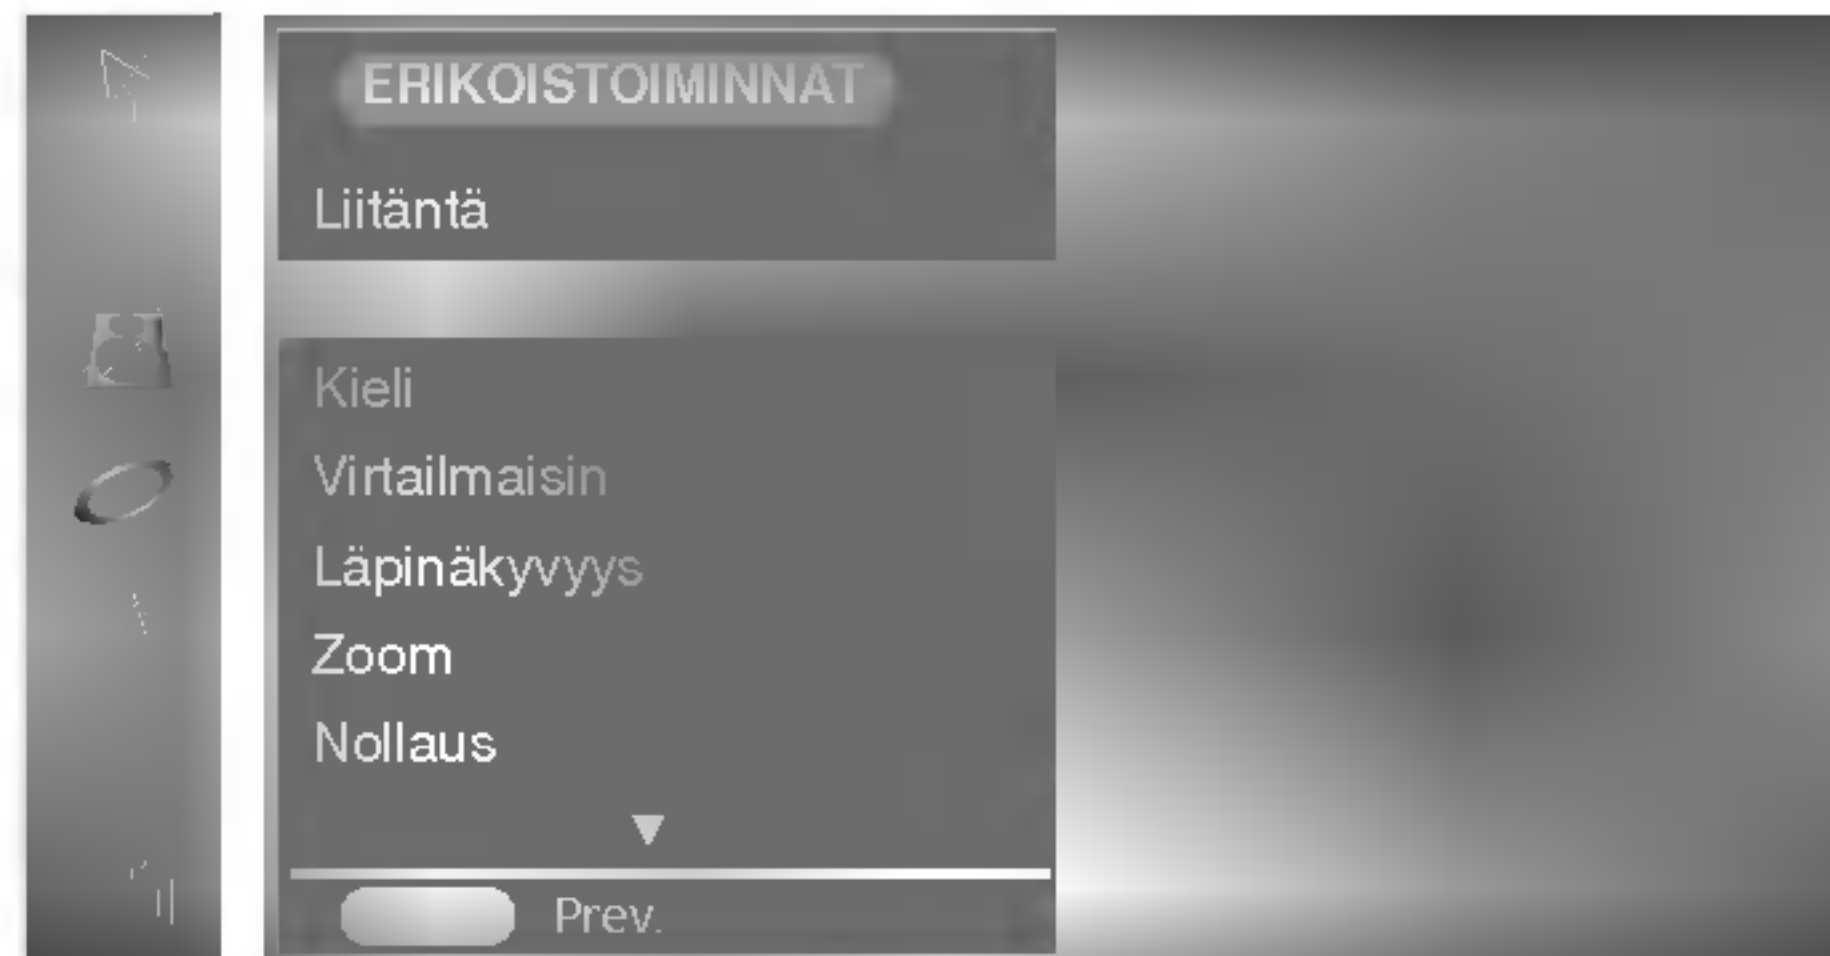 ERIKOISTOIMINNAT
Liitäntä
Kieli
Virtailmaisin
Läpinäkyvyys
Zoom
Nollaus
Prev.